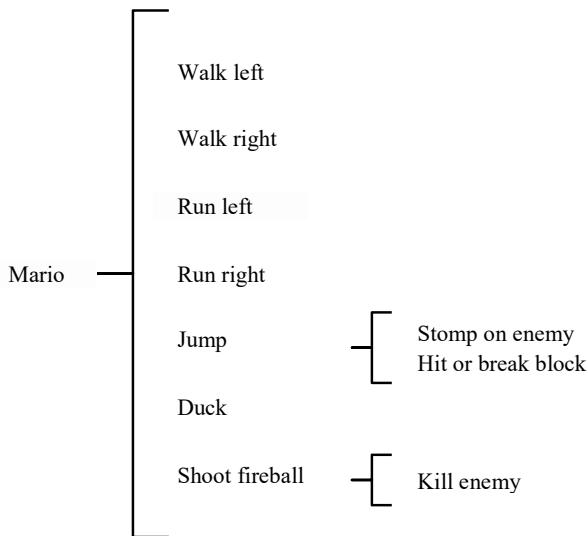 Walk left
Walk right
Run left
Mario
Run right
Jump
Stomp on enemy
Hit or break block
Duck
Shoot fireball
Kill enemy